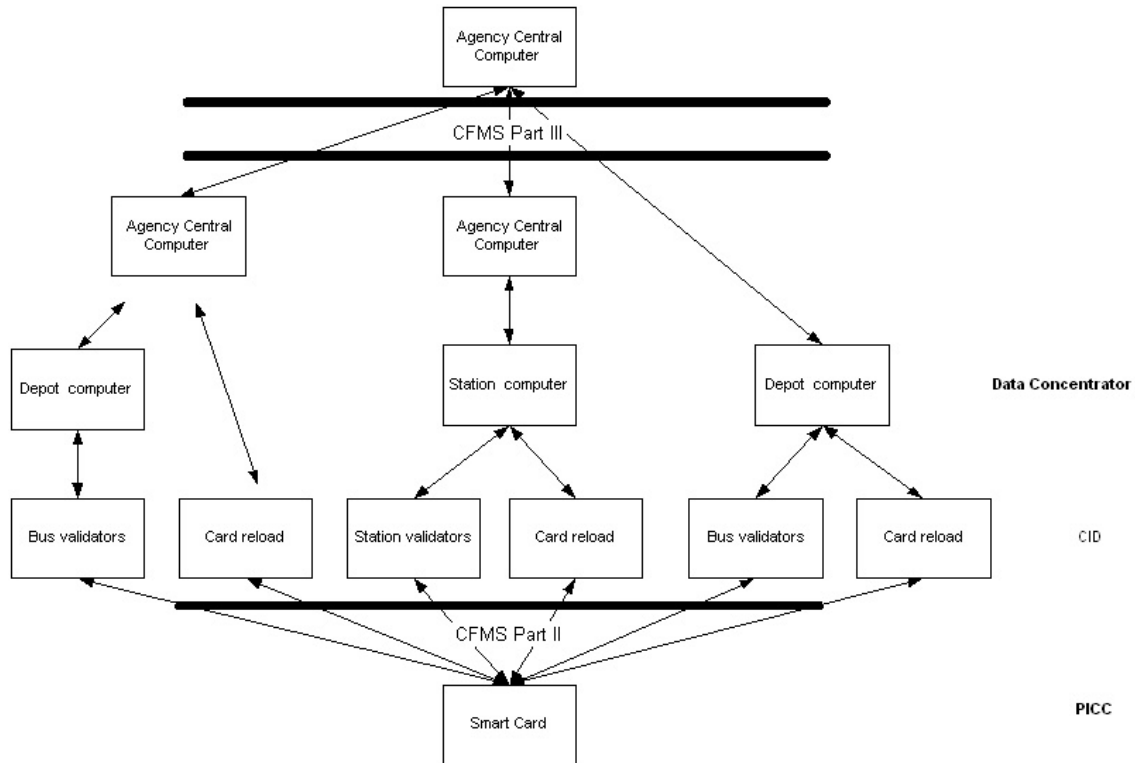 Agency Central
Computer
CFMS Part III
Agency Central
Computer
Agency Central
Computer
Depot computer
Station computer
Depot computer
Data Concentrator
Bus validators
Card reload
Station validators
Card reload
Bus validators
Card reload
CID
CFMS Part II
Smart Card
PICC